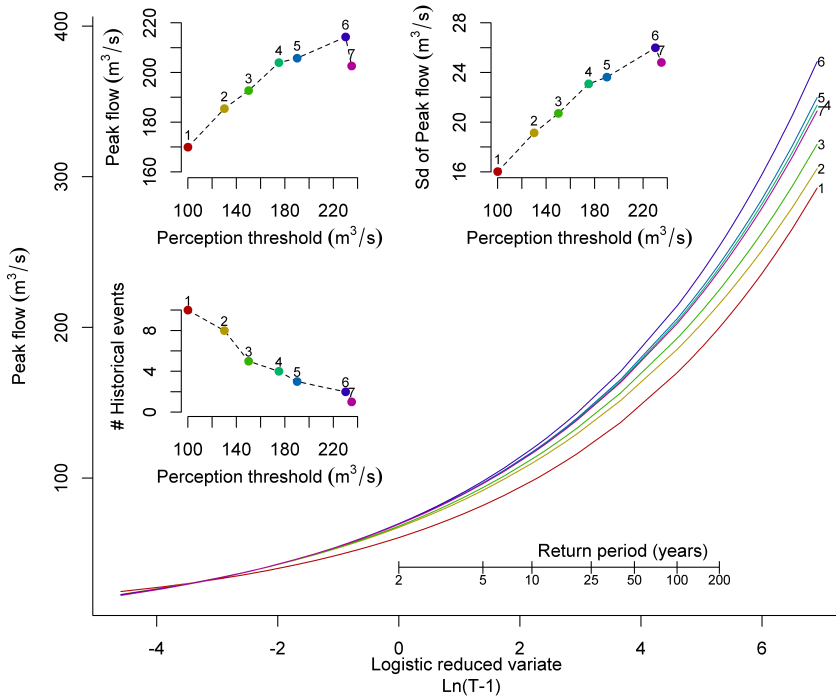 400
300
200
100
Peak flow (m³/s)
220
200
180
160
Peak flow (m³/s)
1
2
3
4
5
6
7
100 140 180 220
Perception threshold (m³/s)
28
24
20
16
Sd of Peak flow (m³/s)
1
2
3
4
5
6
7
100 140 180 220
Perception threshold (m³/s)
8
4
0
# Historical events
1
2
3
4
5
6
7
100 140 180 220
Perception threshold (m³/s)
6
5
74
3
2
1
Return period (years)
2 5 10 25 50 100 200
-4 -2 0 2 4 6
Logistic reduced variate
Ln(T-1)